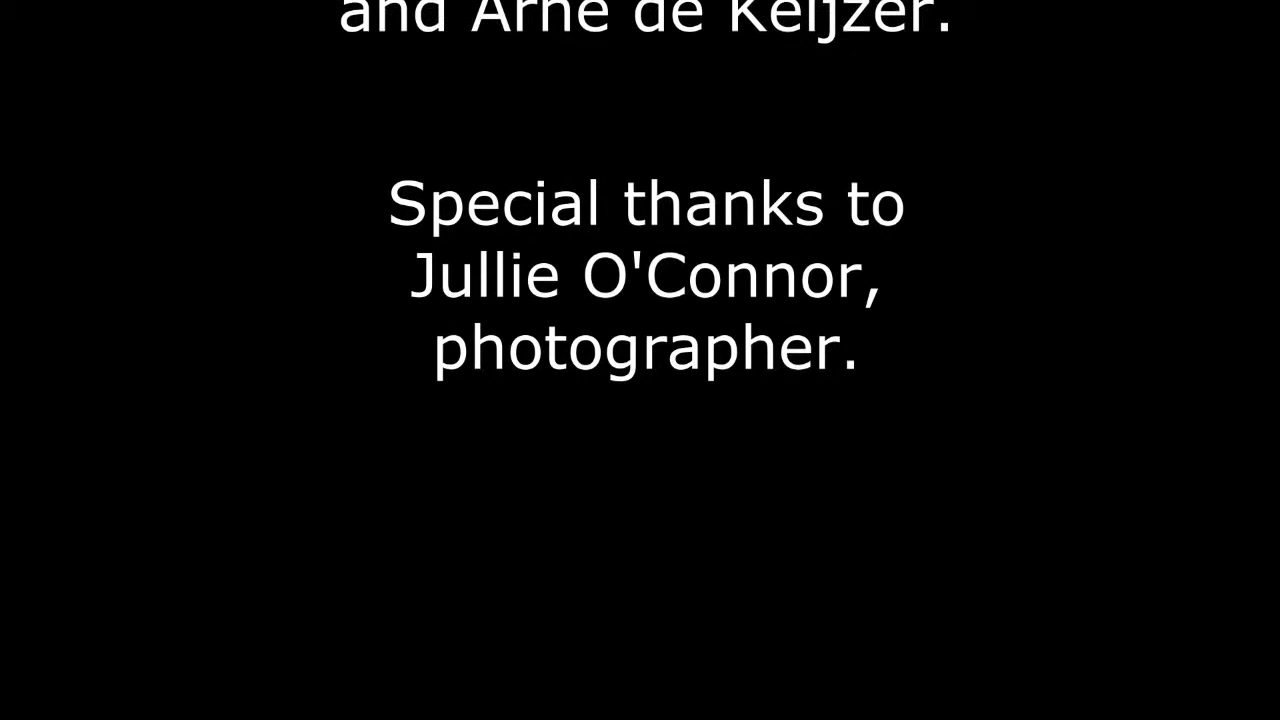 and Arne de Keijzer.
Special thanks to
Jullie O'Connor,
photographer.